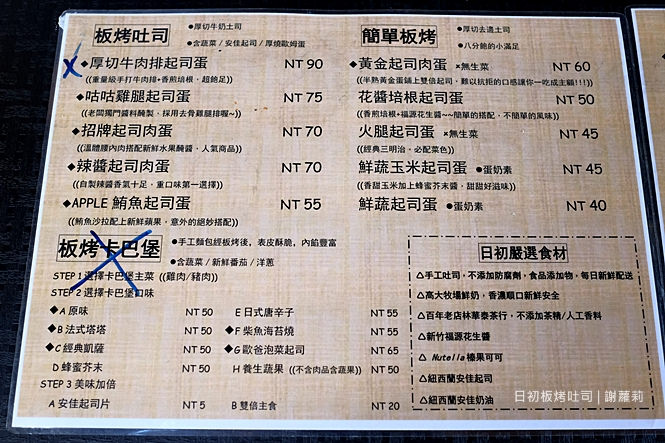 板烤吐司
●厚切牛奶土司
●含蔬菜 / 安佳起司 / 厚燒歐姆蛋
X ◆厚切牛肉排起司蛋 NT 90
((重量級手打牛肉排+香煎培根,超飽足))
◆咕咕雞腿起司蛋 NT 75
((老闆獨門醬料醃製,採用去骨雞腿排喔~))
◆招牌起司肉蛋 NT 70
((溫體腰內肉搭配新鮮水果醃醬,人氣商品))
◆辣醬起司肉蛋 NT 70
((自製辣醬香氣十足,重口味第一選擇))
◆APPLE 鮪魚起司蛋 NT 55
((鮪魚沙拉配上新鮮蘋果,意外的絕妙搭配))
板烤卡巴堡
●手工麵包經板烤後,表皮酥脆,內餡豐富
●含蔬菜 / 新鮮番茄 / 洋蔥
STEP 1 選擇卡巴堡主菜 ((雞肉/豬肉))
STEP 2 選擇卡巴堡口味
◆A 原味 NT 50
E 日式唐辛子 NT 55
◆B 法式塔塔 NT 50
◆F 柴魚海苔燒 NT 55
◆C 經典凱薩 NT 50
◆G 歐爸泡菜起司 NT 65
D 蜂蜜芥末 NT 50
H 養生蔬果 ((不含肉品含蔬果)) NT 50
STEP 3 美味加倍
A 安佳起司片 NT 5
B 雙倍主食 NT 20
簡單板烤
●厚切去邊土司
●八分飽的小滿足
◆黃金起司肉蛋 ×無生菜 NT 60
((半熟黃金蛋鋪上雙倍起司,難以抗拒的口感讓你一吃成主顧!!!))
花醬培根起司蛋 NT 50
((香煎培根+福源花生醬~~簡單的搭配,不簡單的風味))
火腿起司蛋 ×無生菜 NT 45
((經典三明治,必配菜色))
鮮蔬玉米起司蛋 ●蛋奶素 NT 45
((香甜玉米加上蜂蜜芥末醬,甜甜好滋味))
鮮蔬起司蛋 ●蛋奶素 NT 40
日初嚴選食材
△手工吐司,不添加防腐劑,食品添加物,每日新鮮配送
△高大牧場鮮奶,香濃順口新鮮安全
△百年老店林華泰茶行,不添加茶精/人工香料
△新竹福源花生醬
△ Nutella 榛果可可
△紐西蘭安佳起司
△紐西蘭安佳奶油
日初板烤吐司 | 謝蘿莉